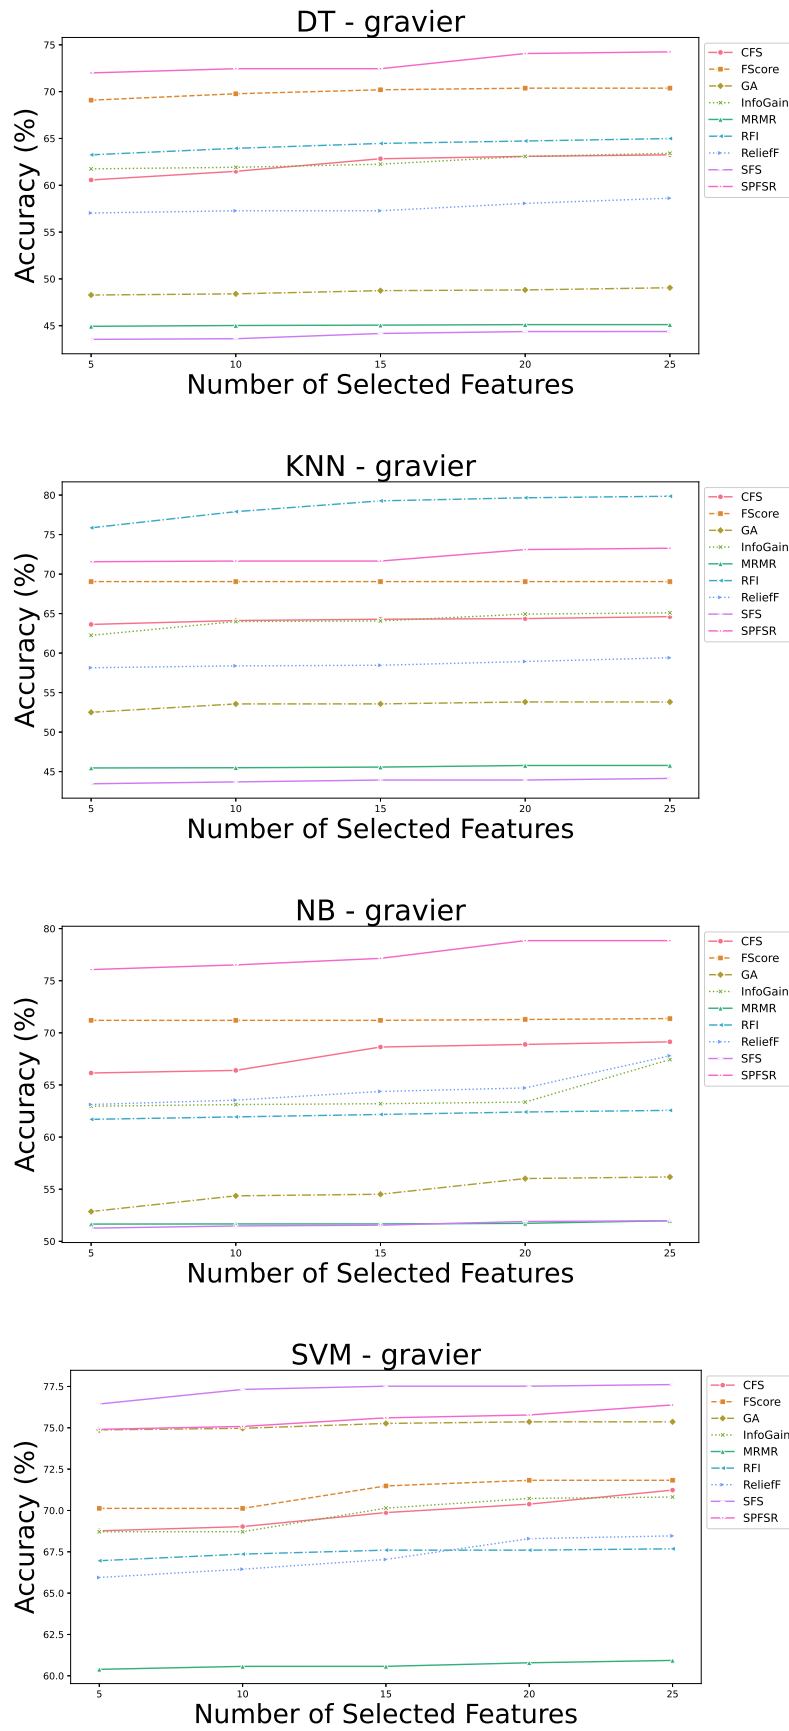 DT - gravier
Accuracy (%)
75
70
65
60
55
50
45
5 10 15 20 25
Number of Selected Features
CFS
FScore
GA
InfoGain
MRMR
RFI
ReliefF
SFS
SPFSR
KNN - gravier
Accuracy (%)
80
75
70
65
60
55
50
45
5 10 15 20 25
Number of Selected Features
CFS
FScore
GA
InfoGain
MRMR
RFI
ReliefF
SFS
SPFSR
NB - gravier
Accuracy (%)
80
75
70
65
60
55
50
5 10 15 20 25
Number of Selected Features
CFS
FScore
GA
InfoGain
MRMR
RFI
ReliefF
SFS
SPFSR
SVM - gravier
Accuracy (%)
77.5
75.0
72.5
70.0
67.5
65.0
62.5
60.0
5 10 15 20 25
Number of Selected Features
CFS
FScore
GA
InfoGain
MRMR
RFI
ReliefF
SFS
SPFSR